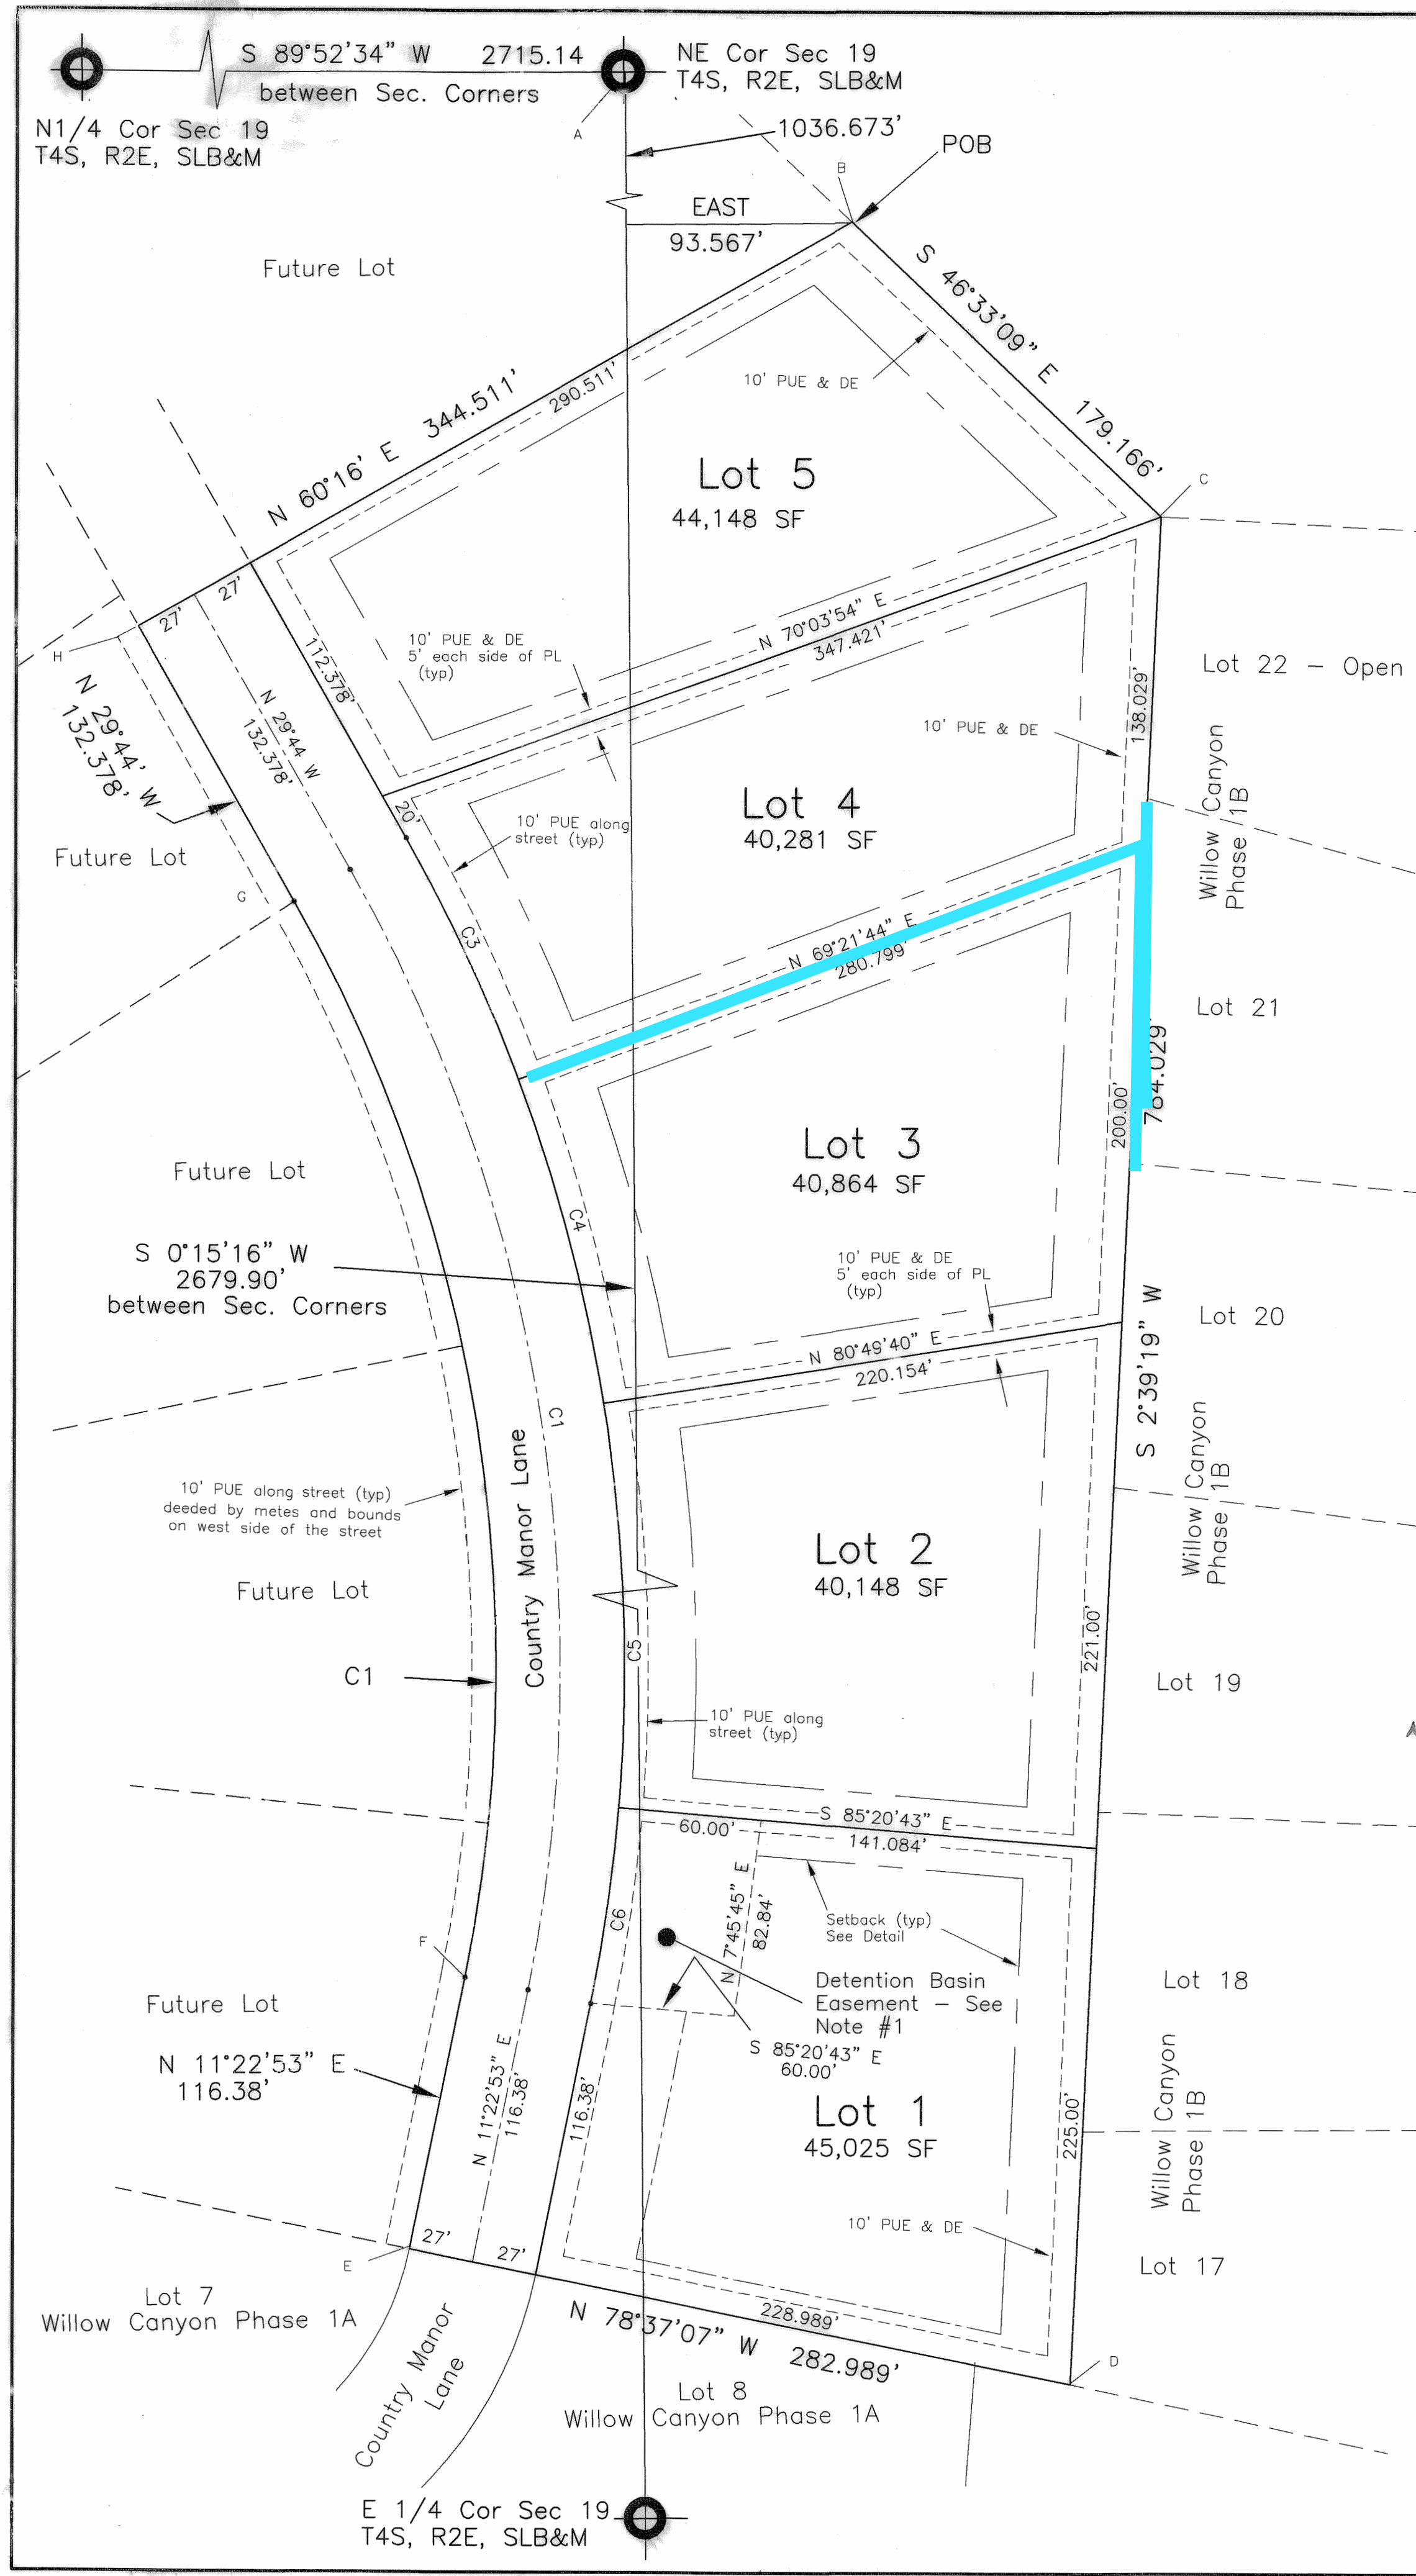 S 89°52'34" W 2715.14
between Sec. Corners
NE Cor Sec 19
T4S, R2E, SLB&M
N1/4 Cor Sec 19
T4S, R2E, SLB&M
A
1036.673'
POB
B
EAST
93.567'
Future Lot
S 46°33'09" E 179.166'
10' PUE & DE
N 60°16' E 344.511'
290.511'
Lot 5
44,148 SF
C
27'
27'
H
112.378'
10' PUE & DE
5' each side of PL
(typ)
N 70°03'54" E
347.421'
Lot 22 – Open
N 29°44' W
132.378'
N 29°44 W
132.378'
138.029'
10' PUE & DE
Willow Canyon
Phase 1B
Lot 4
40,281 SF
20'
10' PUE along
street (typ)
Future Lot
G
C3
N 69°21'44" E
280.799'
Lot 21
784.029'
200.00'
Lot 3
40,864 SF
Future Lot
C4
S 0°15'16" W
2679.90'
between Sec. Corners
10' PUE & DE
5' each side of PL
(typ)
Lot 20
S 2°39'19" W
N 80°49'40" E
220.154'
C1
Country Manor Lane
10' PUE along street (typ)
deeded by metes and bounds
on west side of the street
Willow Canyon
Phase 1B
Lot 2
40,148 SF
Future Lot
C5
221.00'
C1
Lot 19
10' PUE along
street (typ)
S 85°20'43" E
60.00'
141.084'
N 7°45'45" E
82.84'
C6
Setback (typ)
See Detail
F
Detention Basin
Easement – See
Note #1
Lot 18
Future Lot
S 85°20'43" E
60.00'
N 11°22'53" E
116.38'
N 11°22'53" E
116.38'
116.38'
Lot 1
45,025 SF
225.00'
Willow Canyon
Phase 1B
10' PUE & DE
27'
27'
E
Lot 17
Lot 7
Willow Canyon Phase 1A
228.989'
N 78°37'07" W 282.989'
D
Country Manor
Lane
Lot 8
Willow Canyon Phase 1A
E 1/4 Cor Sec 19
T4S, R2E, SLB&M